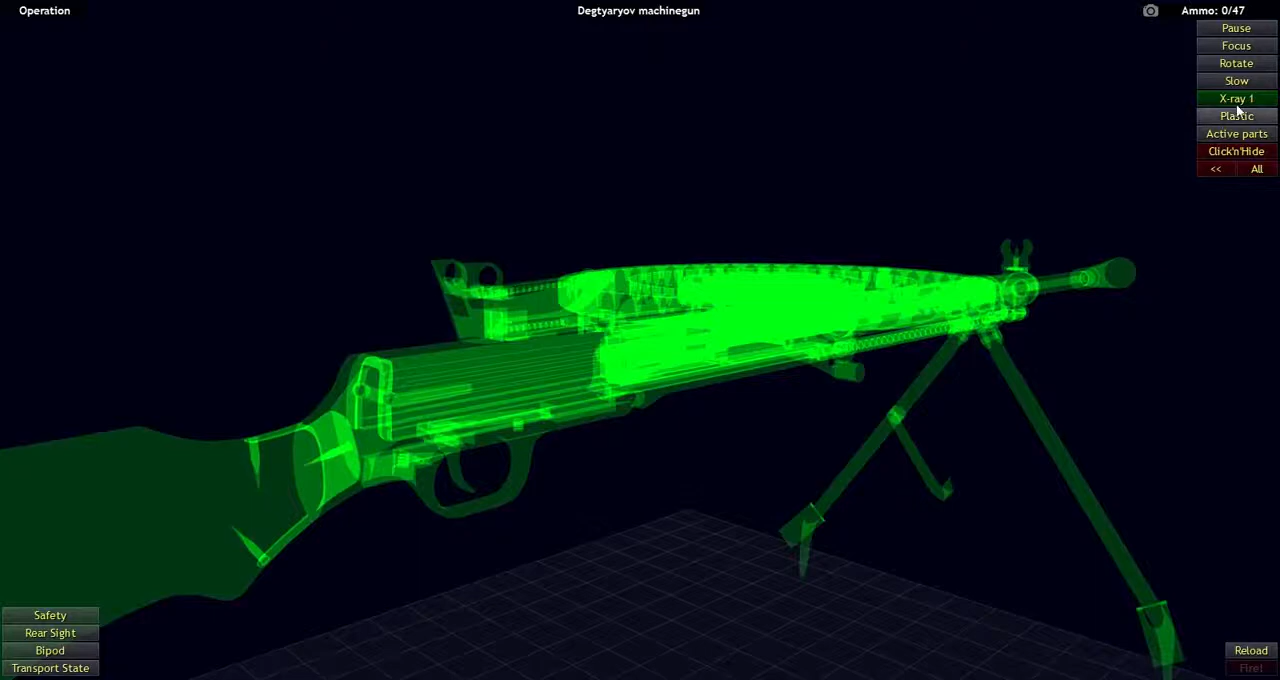 Operation
Degtyaryov machinegun
Ammo: 0/47
Pause
Focus
Rotate
Slow
X-ray 1
Plastic
Active parts
Click'n'Hide
<< All
Safety
Rear Sight
Bipod
Transport State
Reload
Fire!